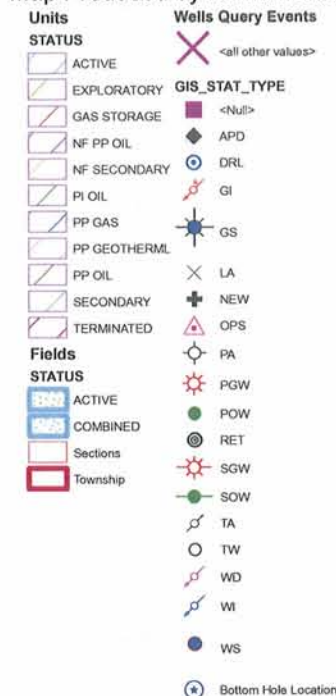 Units
STATUS
ACTIVE
EXPLORATORY
GAS STORAGE
NF PP OIL
NF SECONDARY
PI OIL
PP GAS
PP GEOTHERML
PP OIL
SECONDARY
TERMINATED
Fields
STATUS
ACTIVE
COMBINED
Sections
Township
Wells Query Events
<all other values>
GIS_STAT_TYPE
<Null>
APD
DRL
GI
GS
LA
NEW
OPS
PA
PGW
POW
RET
SGW
SOW
TA
TW
WD
WI
WS
Bottom Hole Location